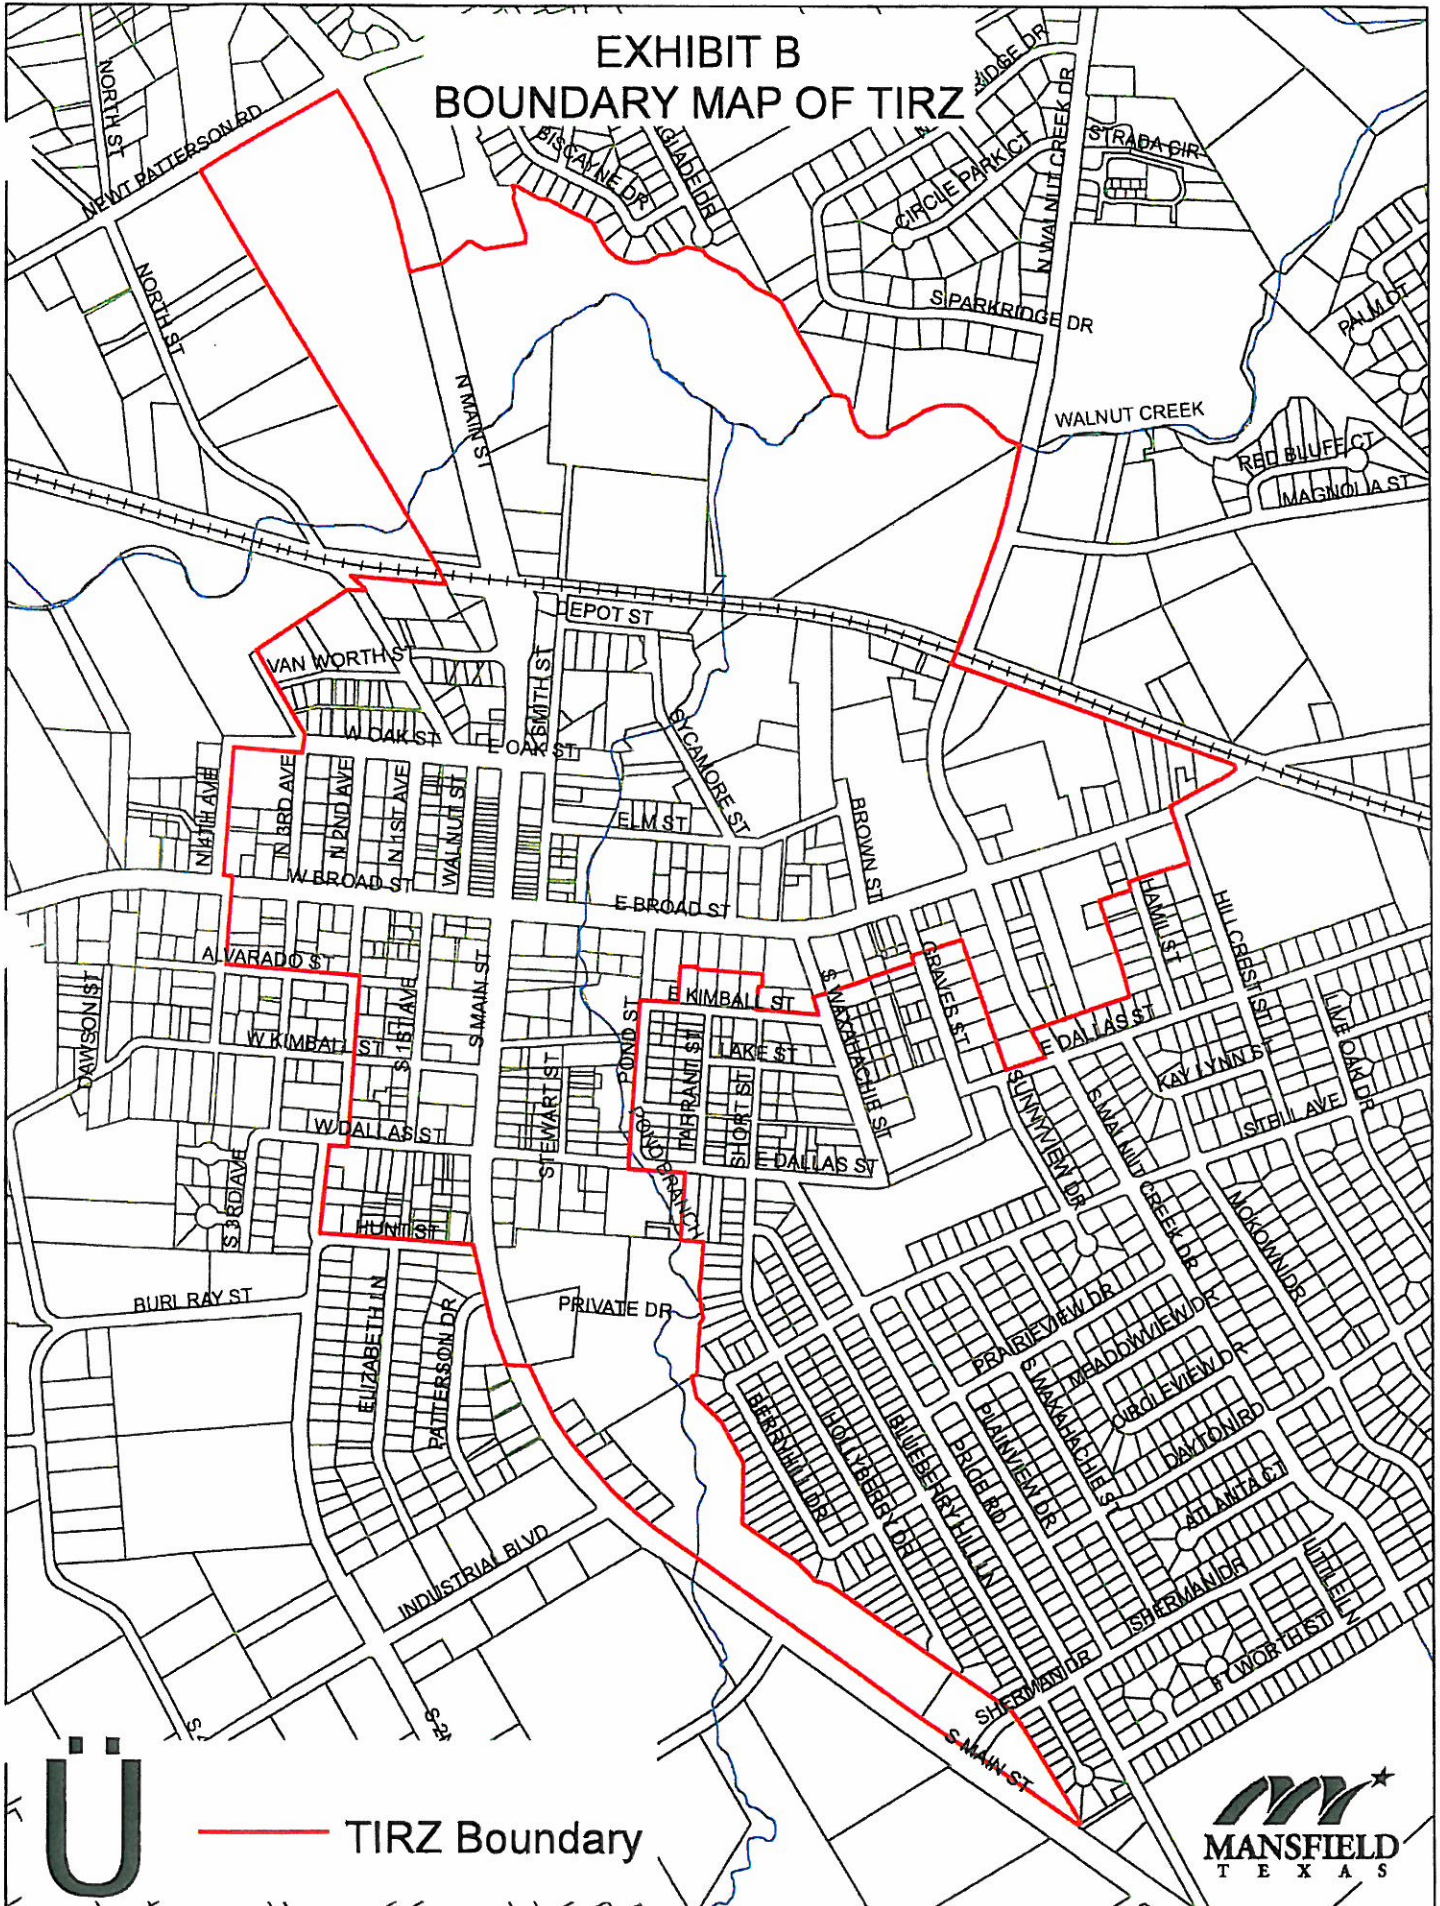 EXHIBIT B
BOUNDARY MAP OF TIRZ
NORTH ST
NEWT PATTERSON RD
BISCAYNE DR
GLADE DR
CIRCLE PARK CT
N WALNUT CREEK DR
STRADA CIR
NORTH ST
S PARKRIDGE DR
PALM CT
N MAIN ST
WALNUT CREEK
RED BLUFF CT
MAGNOLIA ST
DEPOT ST
VAN WORTH ST
SMITH ST
SYCAMORE ST
W OAK ST
E OAK ST
N 4TH AVE
N 3RD AVE
N 2ND AVE
N 1ST AVE
WALNUT ST
ELM ST
BROWN ST
W BROAD ST
E BROAD ST
HAMIL ST
HILLCREST ST
ALVARADO ST
GRAVES ST
DAWSON ST
S 1ST AVE
S MAIN ST
E KIMBALL ST
S WAXAHACHIE ST
LIVE OAK DR
W KIMBALL ST
POND ST
LAKE ST
E DALLAS ST
KAY LYNN ST
STEWART ST
TARRANT ST
SHORT ST
SUNNYVIEW DR
S WALNUT CREEK DR
STELL AVE
W DALLAS ST
POND BRANCH
E DALLAS ST
S 3RD AVE
HUNT ST
MCKOWN DR
BURL RAY ST
ELIZABETH LN
PATTERSON DR
PRIVATE DR
PRAIRIEVIEW DR
MEADOWVIEW DR
CIRCLEVIEW DR
BERRYHILL DR
HOLLYBERRY DR
BLUEBERRY HILL LN
PRICE RD
PLAINVIEW DR
S WAXAHACHIE ST
DAYTON RD
ATLANTA CT
INDUSTRIAL BLVD
SHERMAN DR
LITTLE LN
FT WORTH ST
SHERMAN DR
S MAIN ST
Ü
TIRZ Boundary
MANSFIELD
TEXAS